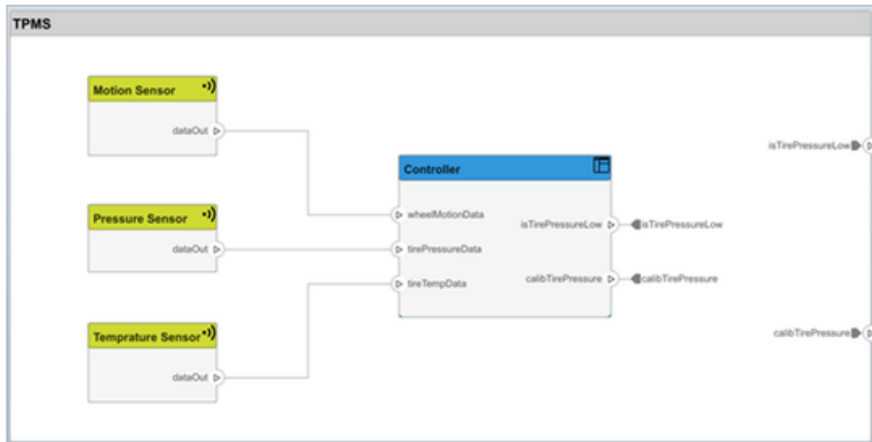 TPMS
Motion Sensor
dataOut
Pressure Sensor
dataOut
Temprature Sensor
dataOut
Controller
wheelMotionData
tirePressureData
tireTempData
isTirePressureLow
calibTirePressure
isTirePressureLow
calibTirePressure
isTirePressureLow
calibTirePressure